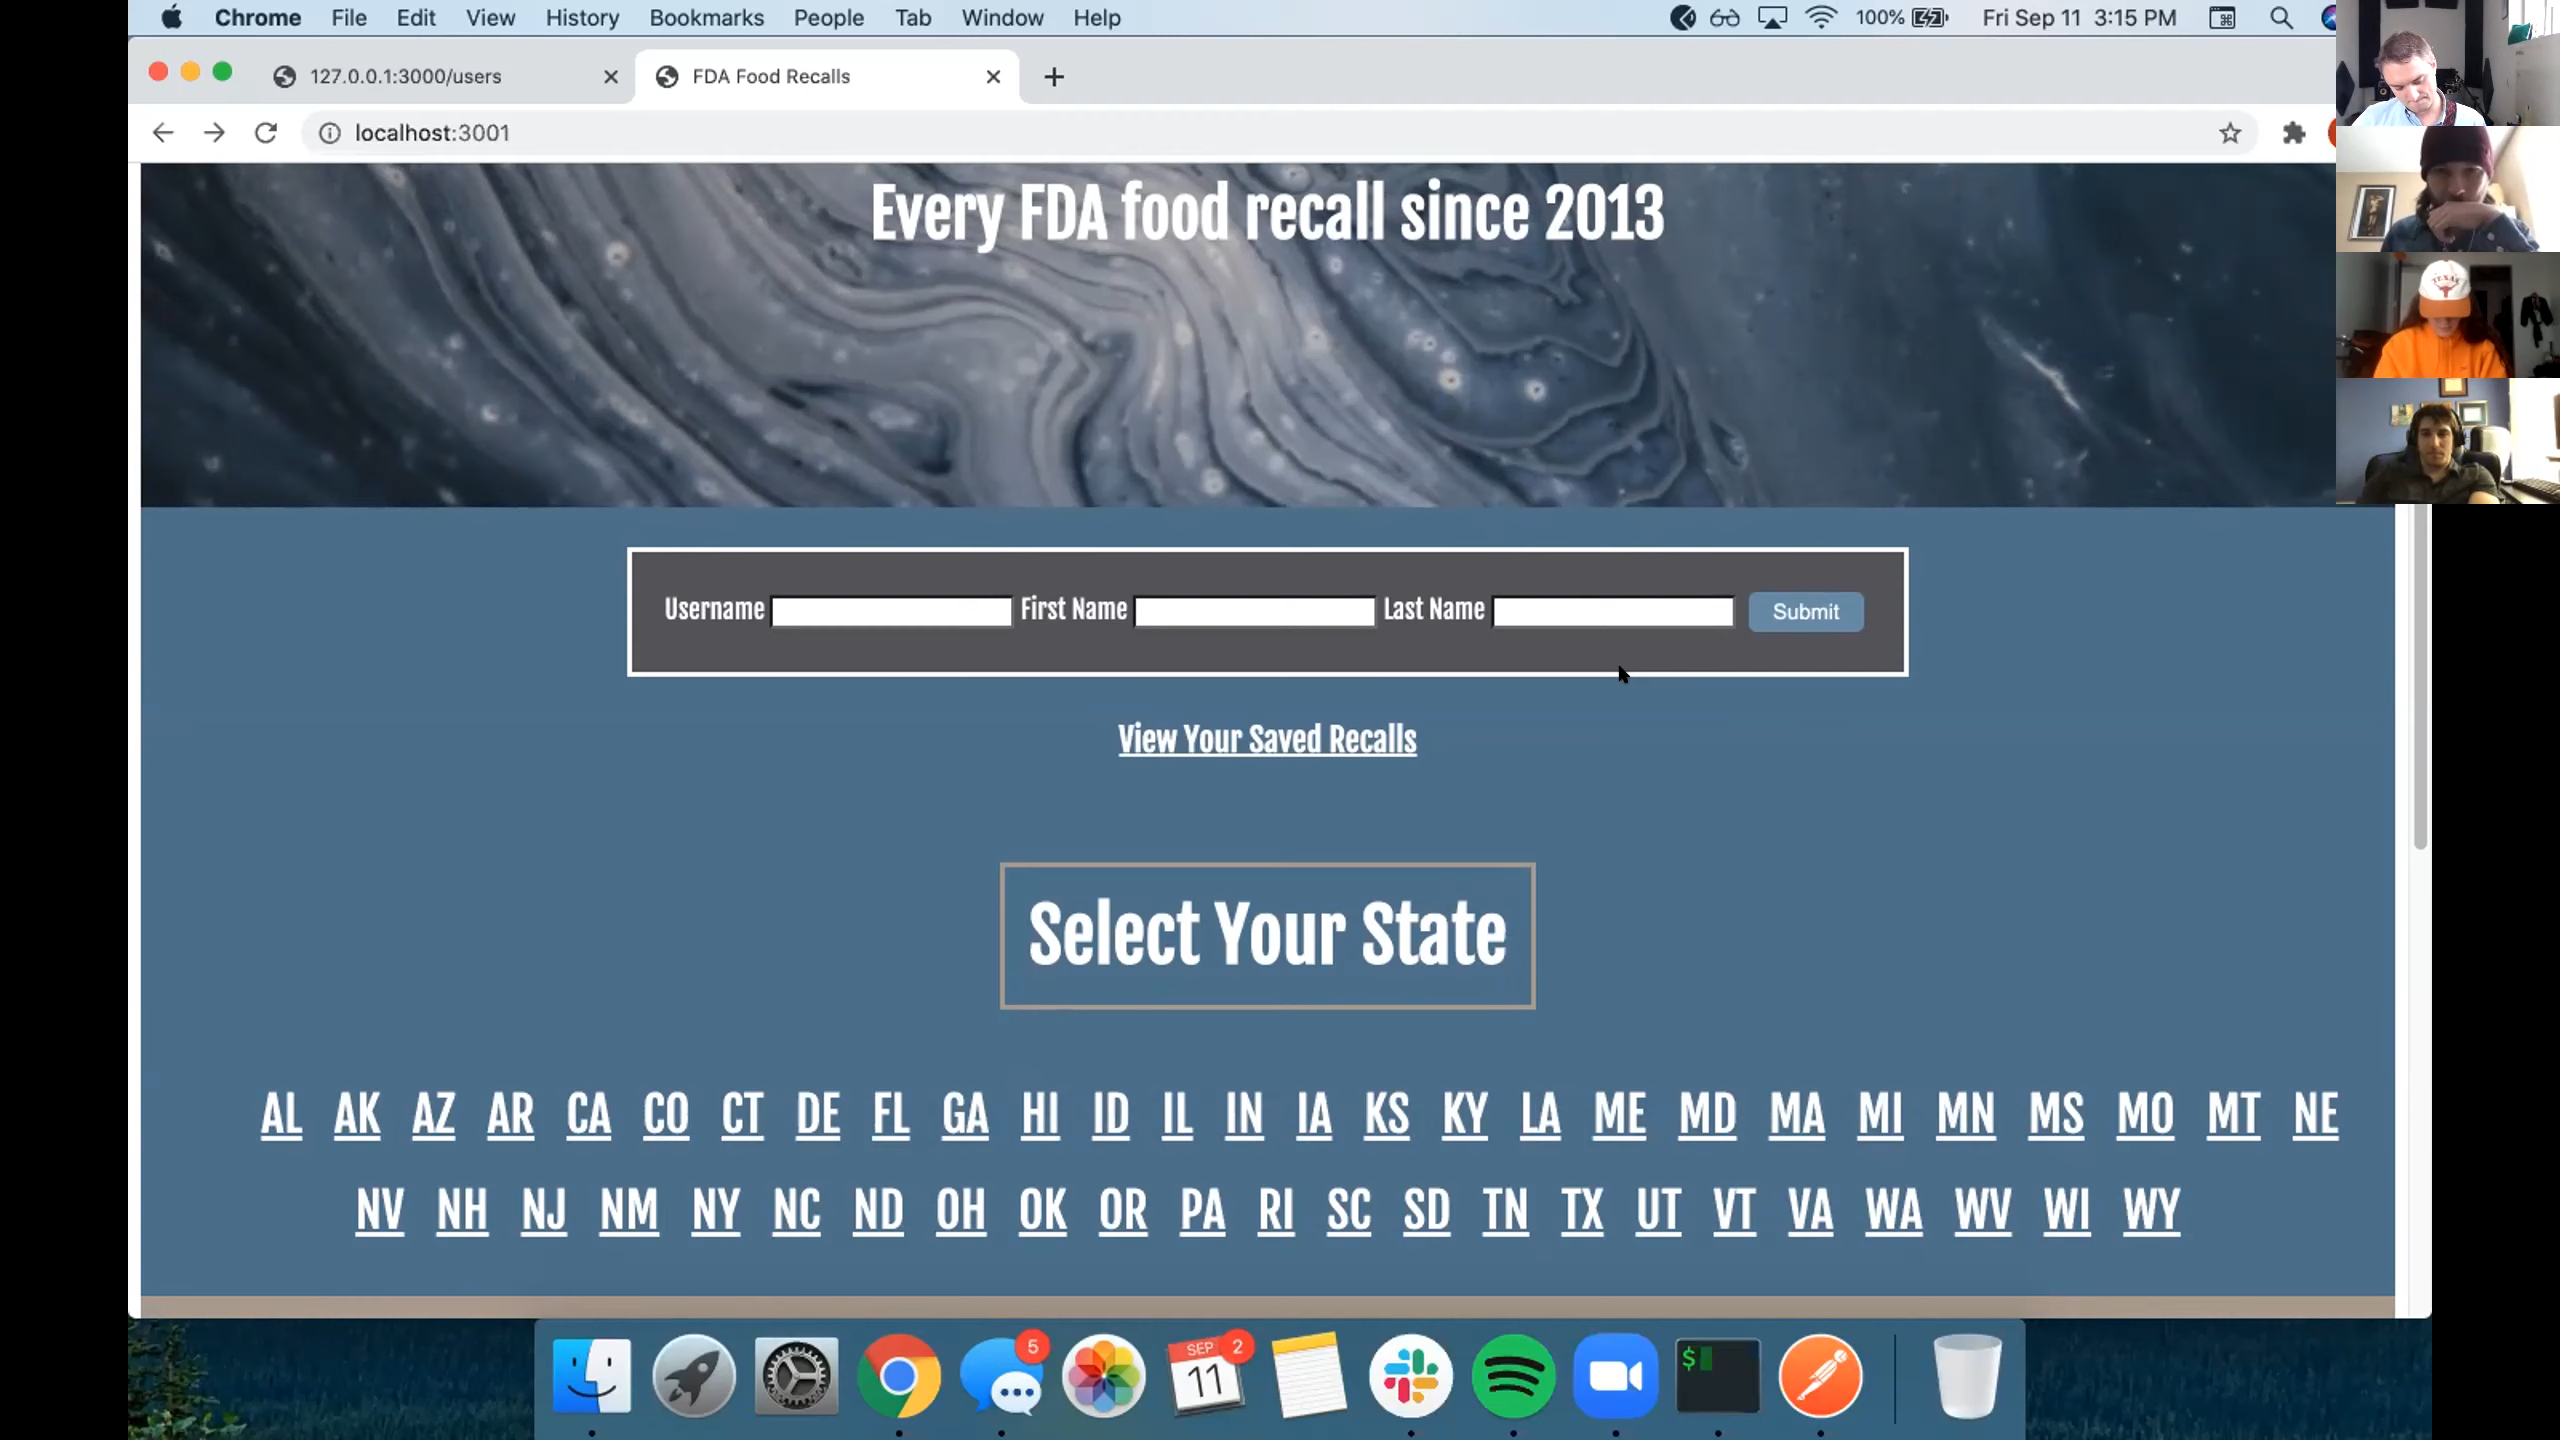 Chrome File Edit View History Bookmarks People Tab Window Help 100% Fri Sep 11 3:15 PM
127.0.0.1:3000/users FDA Food Recalls
localhost:3001
Every FDA food recall since 2013
Username First Name Last Name Submit
View Your Saved Recalls
Select Your State
AL AK AZ AR CA CO CT DE FL GA HI ID IL IN IA KS KY LA ME MD MA MI MN MS MO MT NE
NV NH NJ NM NY NC ND OH OK OR PA RI SC SD TN TX UT VT VA WA WV WI WY
5 SEP 2
11 $
TEXAS